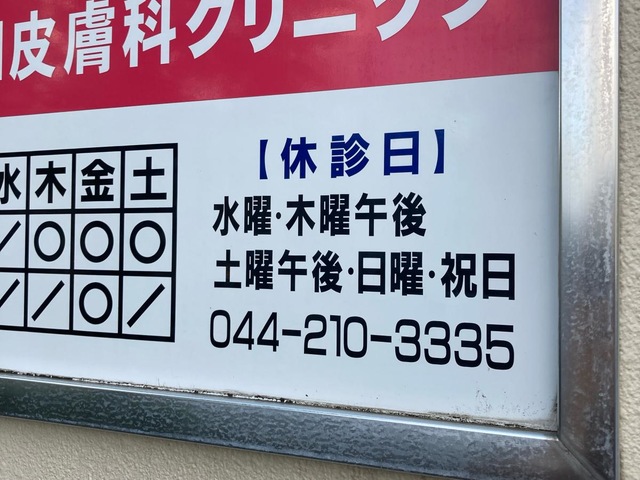 皮膚科クリニック
【休診日】
水曜・木曜午後
土曜午後・日曜・祝日
044-210-3335
水 木 金 土
/ ○ ○ ○
/ / ○ /